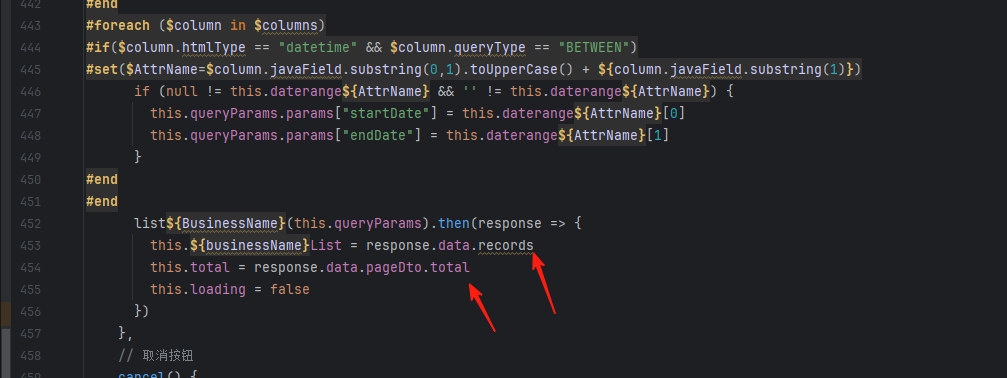 442 #end
443 #foreach ($column in $columns)
444 #if($column.htmlType == "datetime" && $column.queryType == "BETWEEN")
445 #set($AttrName=$column.javaField.substring(0,1).toUpperCase() + ${column.javaField.substring(1)})
446 if (null != this.daterange${AttrName} && '' != this.daterange${AttrName}) {
447 this.queryParams.params["startDate"] = this.daterange${AttrName}[0]
448 this.queryParams.params["endDate"] = this.daterange${AttrName}[1]
449 }
450 #end
451 #end
452 list${BusinessName}(this.queryParams).then(response => {
453 this.${businessName}List = response.data.records
454 this.total = response.data.pageDto.total
455 this.loading = false
456 })
457 },
458 // 取消按钮
459 cancel() {